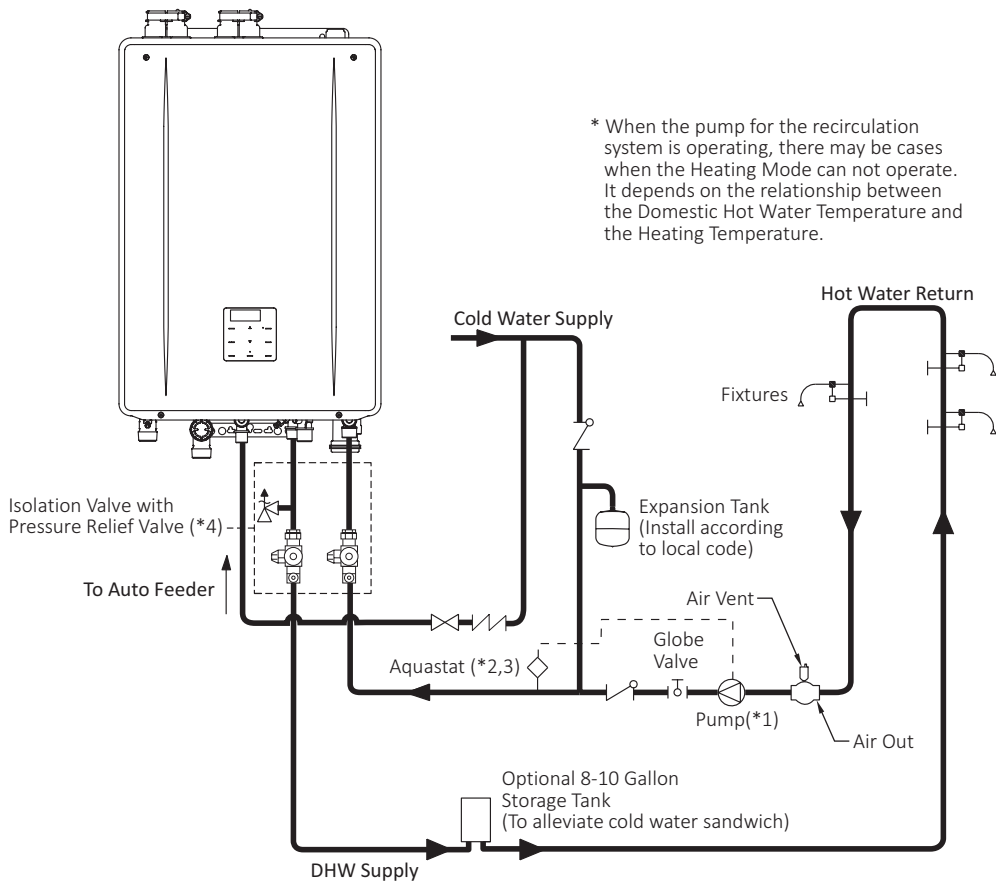 * When the pump for the recirculation
system is operating, there may be cases
when the Heating Mode can not operate.
It depends on the relationship between
the Domestic Hot Water Temperature and
the Heating Temperature.
Hot Water Return
Cold Water Supply
Fixtures
Isolation Valve with
Pressure Relief Valve (*4)
Expansion Tank
(Install according
to local code)
To Auto Feeder
Air Vent
Globe
Valve
Aquastat (*2,3)
Pump(*1)
Air Out
Optional 8-10 Gallon
Storage Tank
(To alleviate cold water sandwich)
DHW Supply